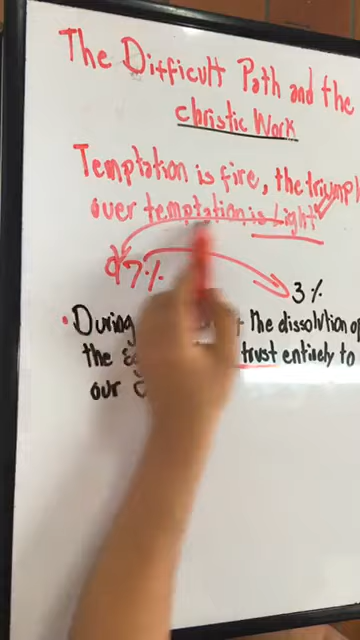 The Difficult Path and the
christic Work
Temptation is fire, the triumph
over temptation is Light
97%
3%
• During the dissolution of
the trust entirely to
our